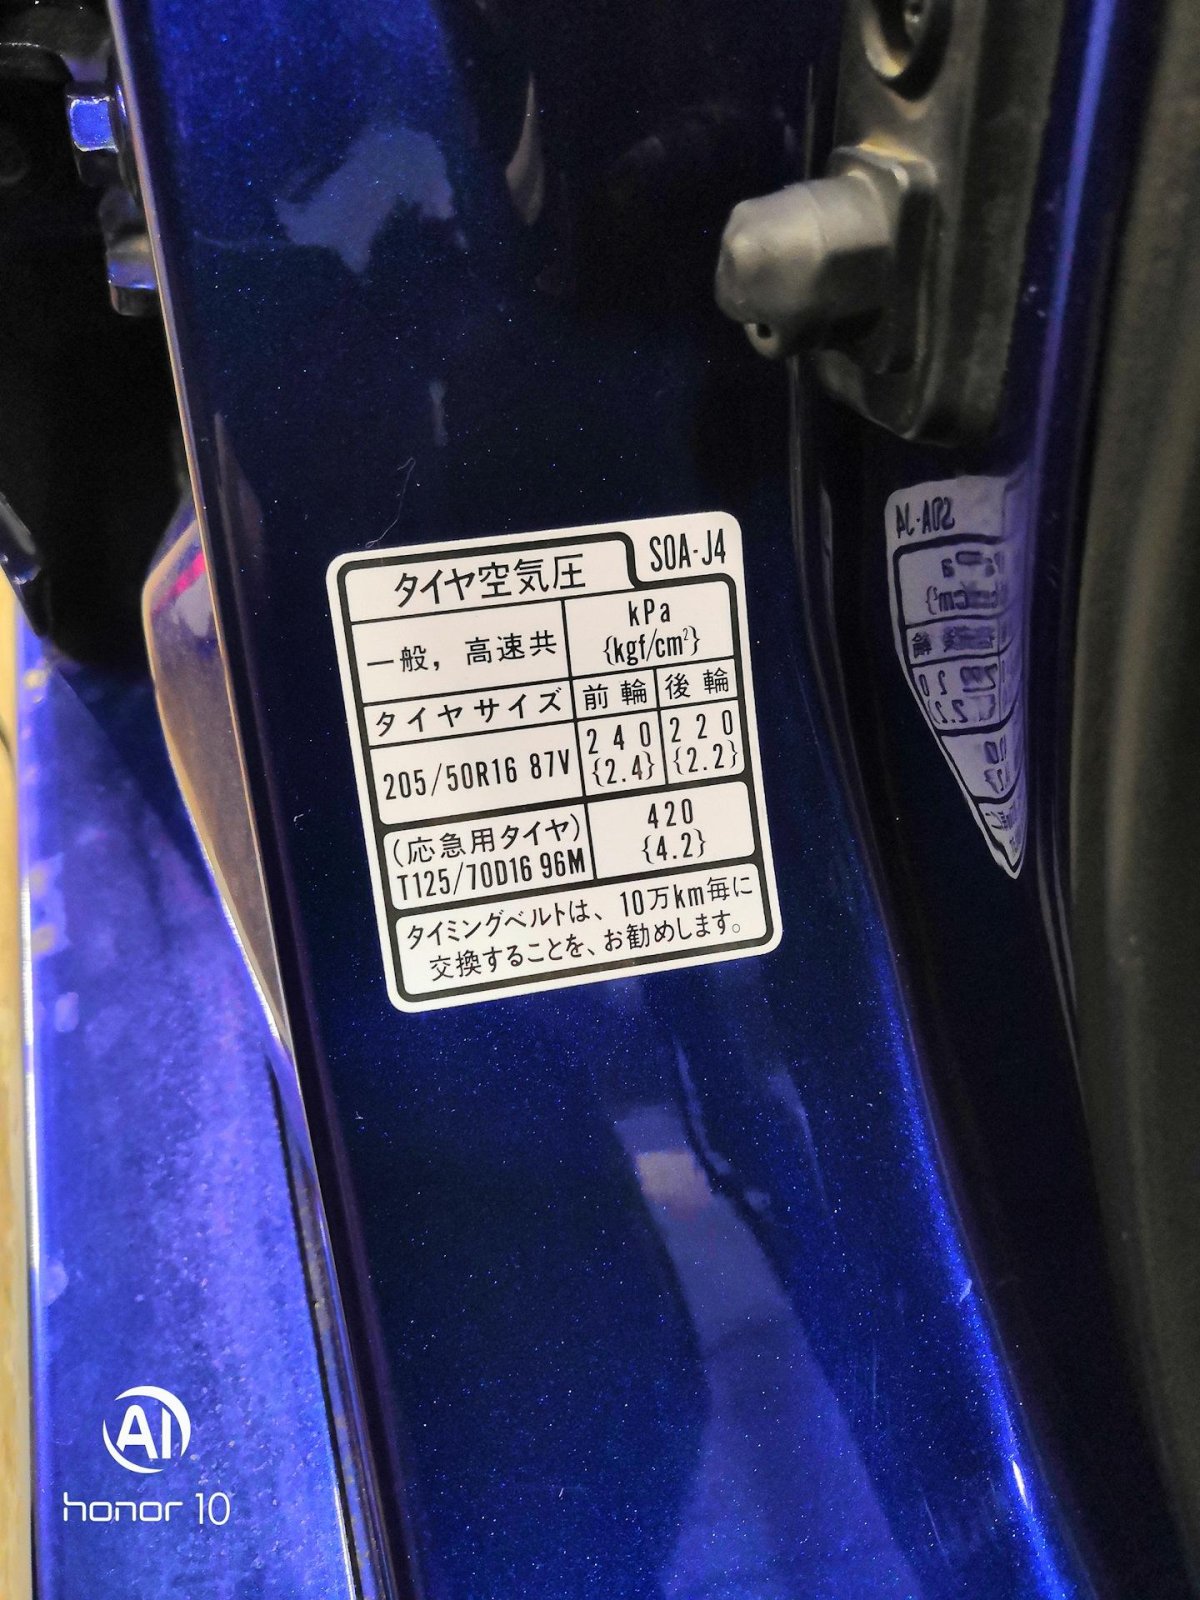 タイヤ空気圧 SOA-J4
一般，高速共 kPa
{kgf/cm²}
タイヤサイズ 前輪 後輪
205/50R16 87V 240 220
{2.4} {2.2}
(応急用タイヤ) 420
T125/70D16 96M {4.2}
タイミングベルトは、10万km毎に
交換することを、お勧めします。
AI
honor 10